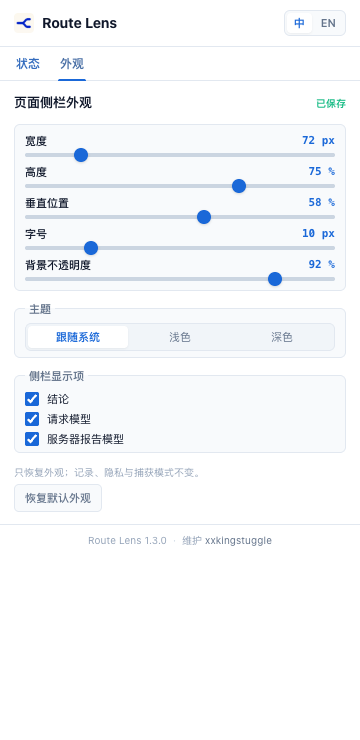 Route Lens
中 EN
状态 外观
页面侧栏外观 已保存
宽度 72 px
高度 75 %
垂直位置 58 %
字号 10 px
背景不透明度 92 %
主题
跟随系统 浅色 深色
侧栏显示项
结论
请求模型
服务器报告模型
只恢复外观；记录、隐私与捕获模式不变。
恢复默认外观
Route Lens 1.3.0 · 维护 xxkingstuggle